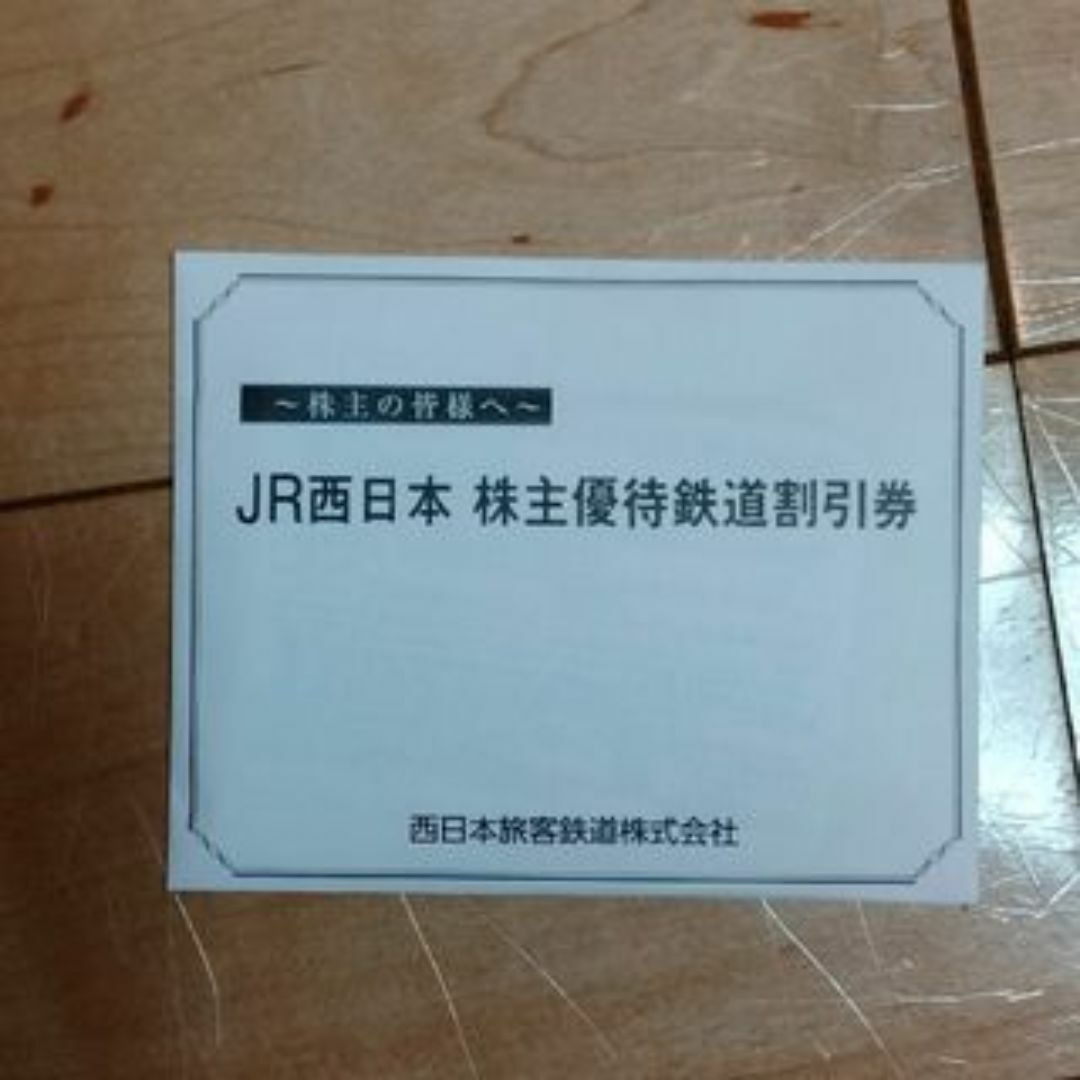 ～株主の皆様へ～
JR西日本 株主優待鉄道割引券
西日本旅客鉄道株式会社